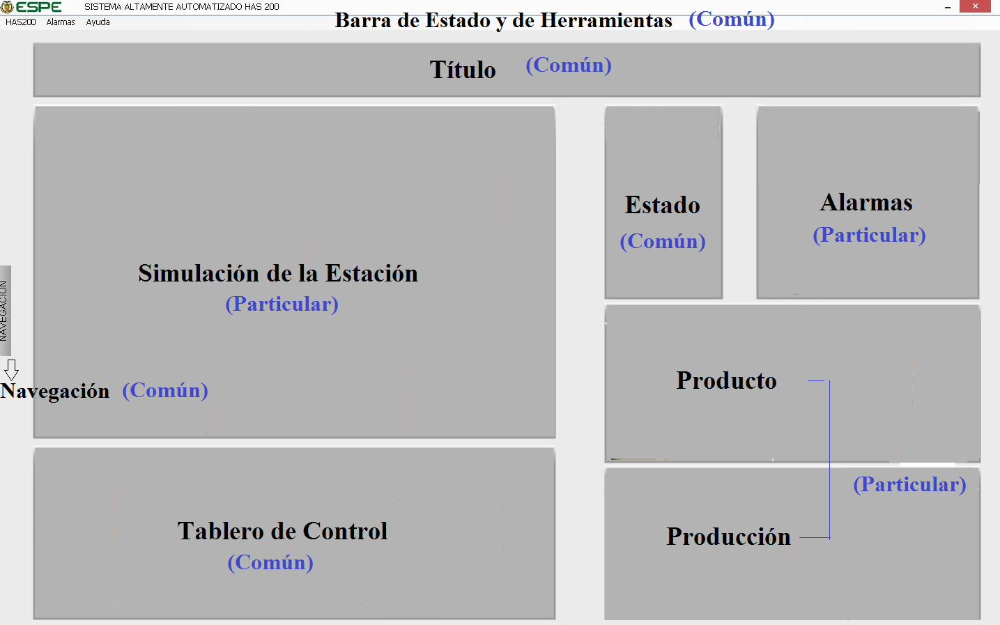 ESPE SISTEMA ALTAMENTE AUTOMATIZADO HAS 200
HAS200 Alarmas Ayuda
Barra de Estado y de Herramientas (Común)
Título (Común)
Estado
(Común)
Alarmas
(Particular)
Simulación de la Estación
(Particular)
NAVEGACIÓN
Navegación (Común)
Producto
(Particular)
Producción
Tablero de Control
(Común)